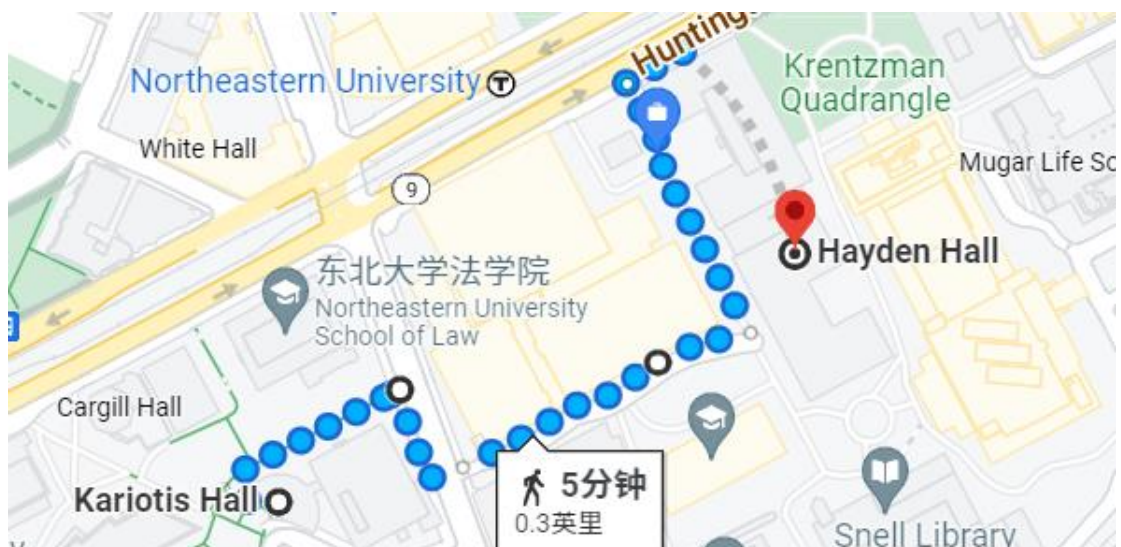 Hunting
Krentzman
Quadrangle
Northeastern University T
White Hall
Mugar Life Sc
9
Hayden Hall
东北大学法学院
Northeastern University
School of Law
Cargill Hall
Kariotis Hall
5分钟
0.3英里
Snell Library